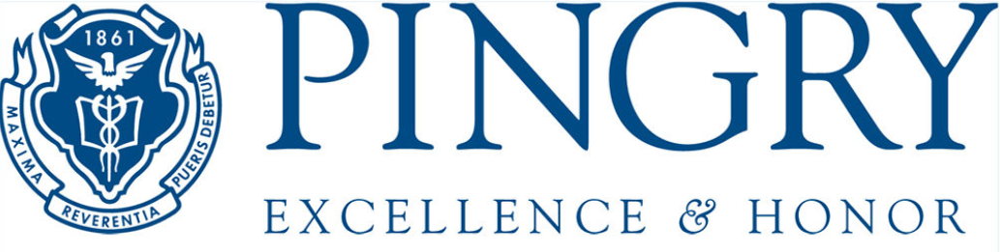 1861
MAXIMA
REVERENTIA
PUERIS DEBETUR
PINGRY
EXCELLENCE & HONOR